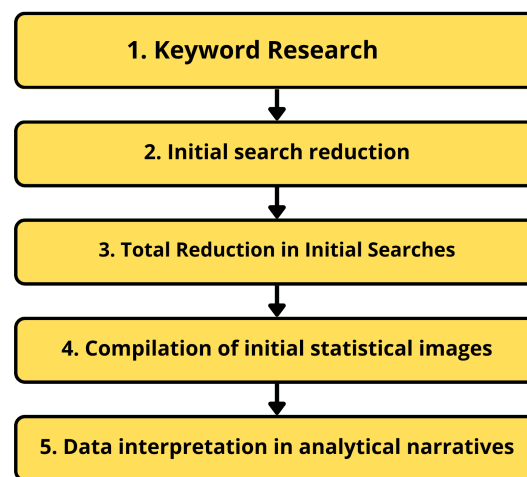 1. Keyword Research
2. Initial search reduction
3. Total Reduction in Initial Searches
4. Compilation of initial statistical images
5. Data interpretation in analytical narratives